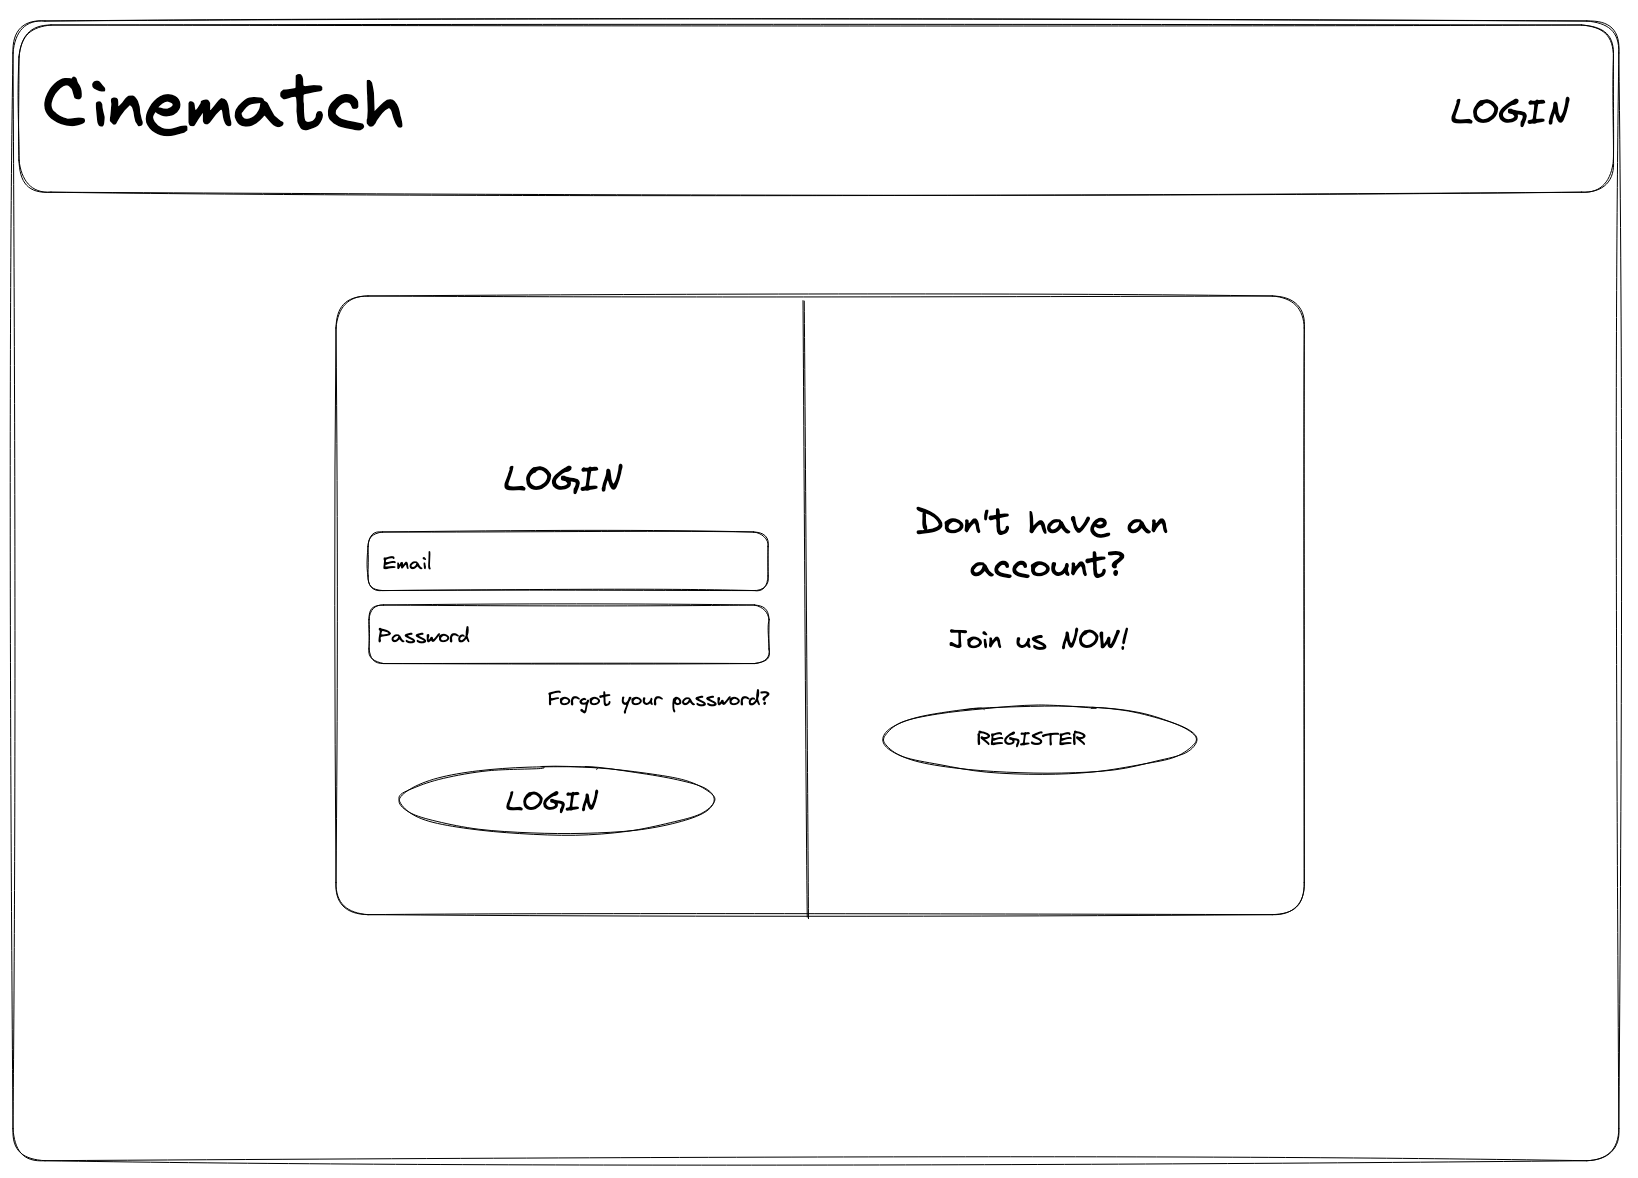 Cinematch
LOGIN
LOGIN
Email
Password
Forgot your password?
LOGIN
Don't have an
account?
Join us NOW!
REGISTER